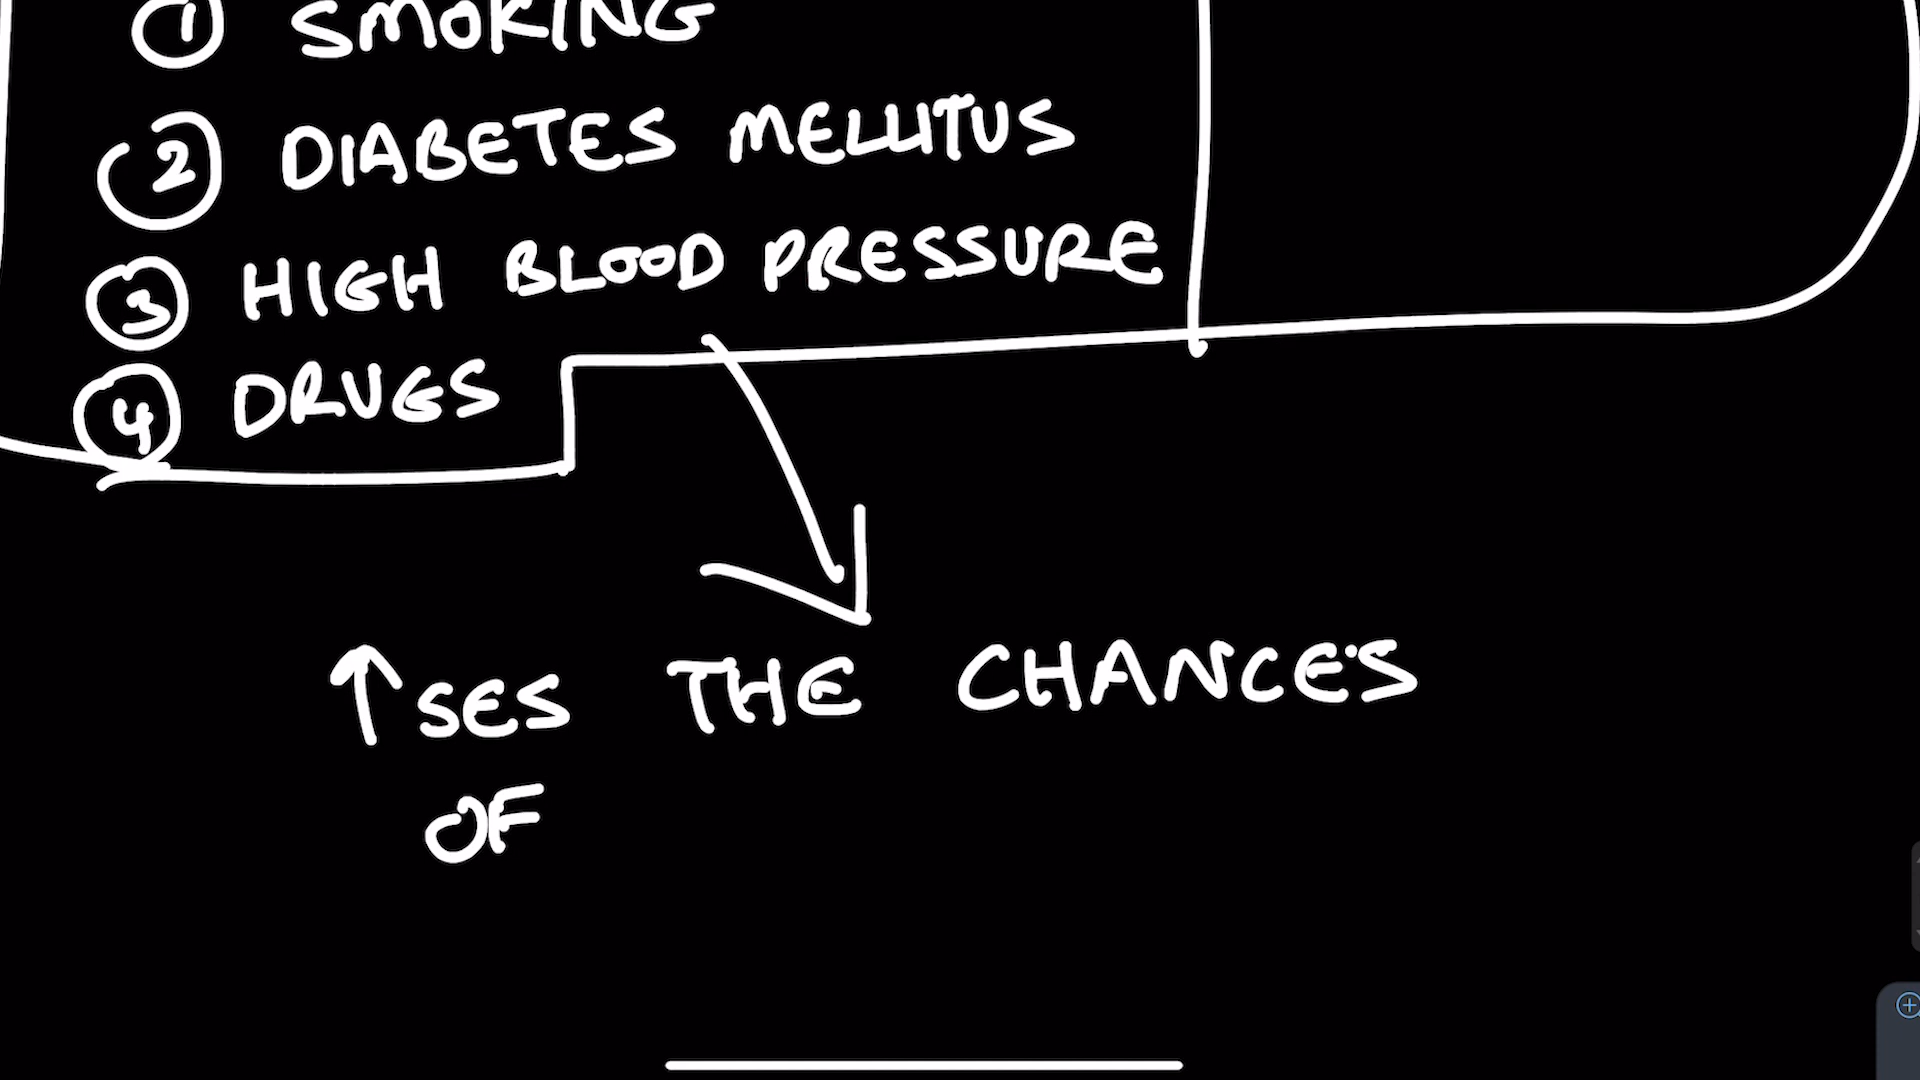 1 SMOKING
2 DIABETES MELLITUS
3 HIGH BLOOD PRESSURE
4 DRUGS
↑SES THE CHANCES
OF